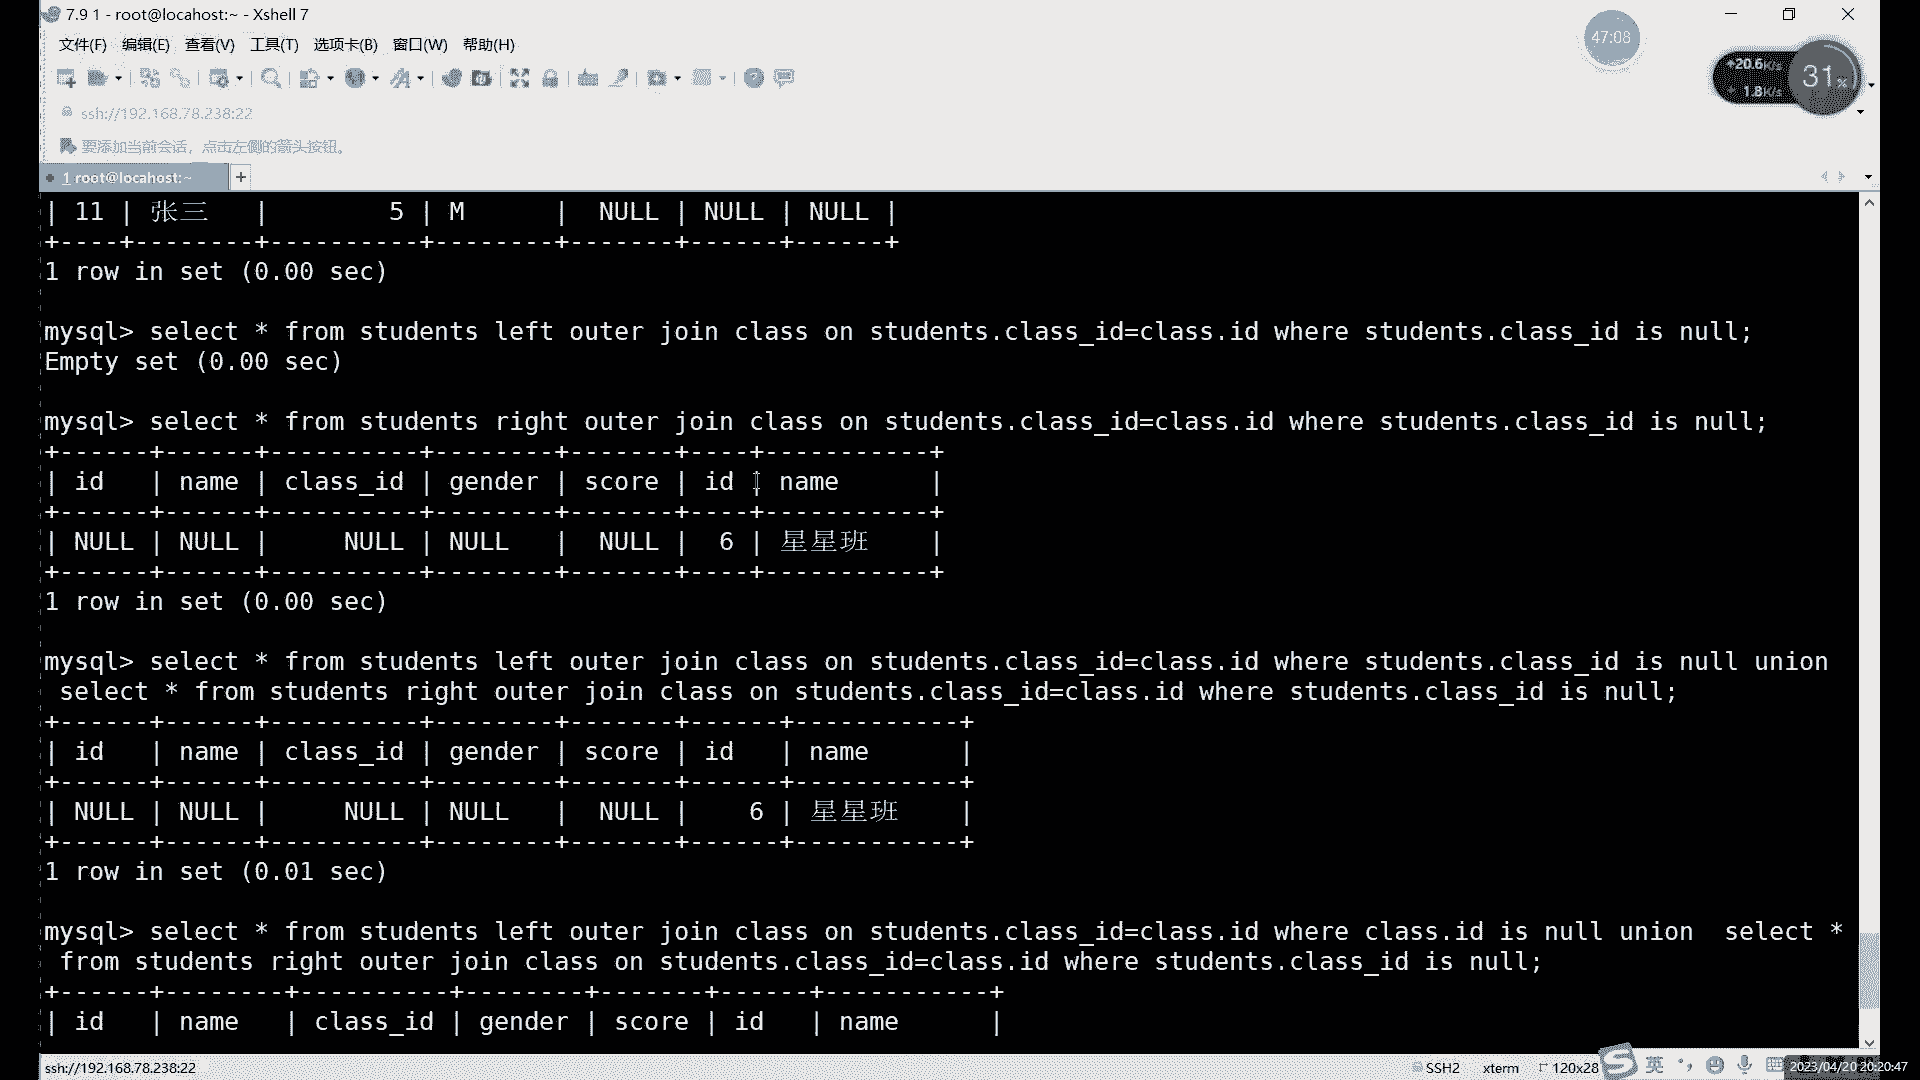 7.9 1 - root@locahost:~ - Xshell 7
47:08
文件(F) 编辑(E) 查看(V) 工具(T) 选项卡(B) 窗口(W) 帮助(H)
20.6K/s
31%
1.8K/s
ssh://192.168.78.238:22
要添加当前会话，点击左侧的箭头按钮。
1 root@locahost:~ +
| 11 | 张三   |        5 | M      |  NULL | NULL | NULL |
+----+--------+----------+--------+-------+------+------+
1 row in set (0.00 sec)
mysql> select * from students left outer join class on students.class_id=class.id where students.class_id is null;
Empty set (0.00 sec)
mysql> select * from students right outer join class on students.class_id=class.id where students.class_id is null;
+------+------+----------+--------+-------+----+-----------+
| id   | name | class_id | gender | score | id | name      |
+------+------+----------+--------+-------+----+-----------+
| NULL | NULL |     NULL | NULL   |  NULL |  6 | 星星班    |
+------+------+----------+--------+-------+----+-----------+
1 row in set (0.00 sec)
mysql> select * from students left outer join class on students.class_id=class.id where students.class_id is null union
 select * from students right outer join class on students.class_id=class.id where students.class_id is null;
+------+------+----------+--------+-------+------+-----------+
| id   | name | class_id | gender | score | id   | name      |
+------+------+----------+--------+-------+------+-----------+
| NULL | NULL |     NULL | NULL   |  NULL |    6 | 星星班    |
+------+------+----------+--------+-------+------+-----------+
1 row in set (0.01 sec)
mysql> select * from students left outer join class on students.class_id=class.id where class.id is null union  select *
 from students right outer join class on students.class_id=class.id where students.class_id is null;
+------+--------+----------+--------+-------+------+-----------+
| id   | name   | class_id | gender | score | id   | name      |
ssh://192.168.78.238:22 SSH2 xterm 120x28 英 2023/04/20 20:20:47